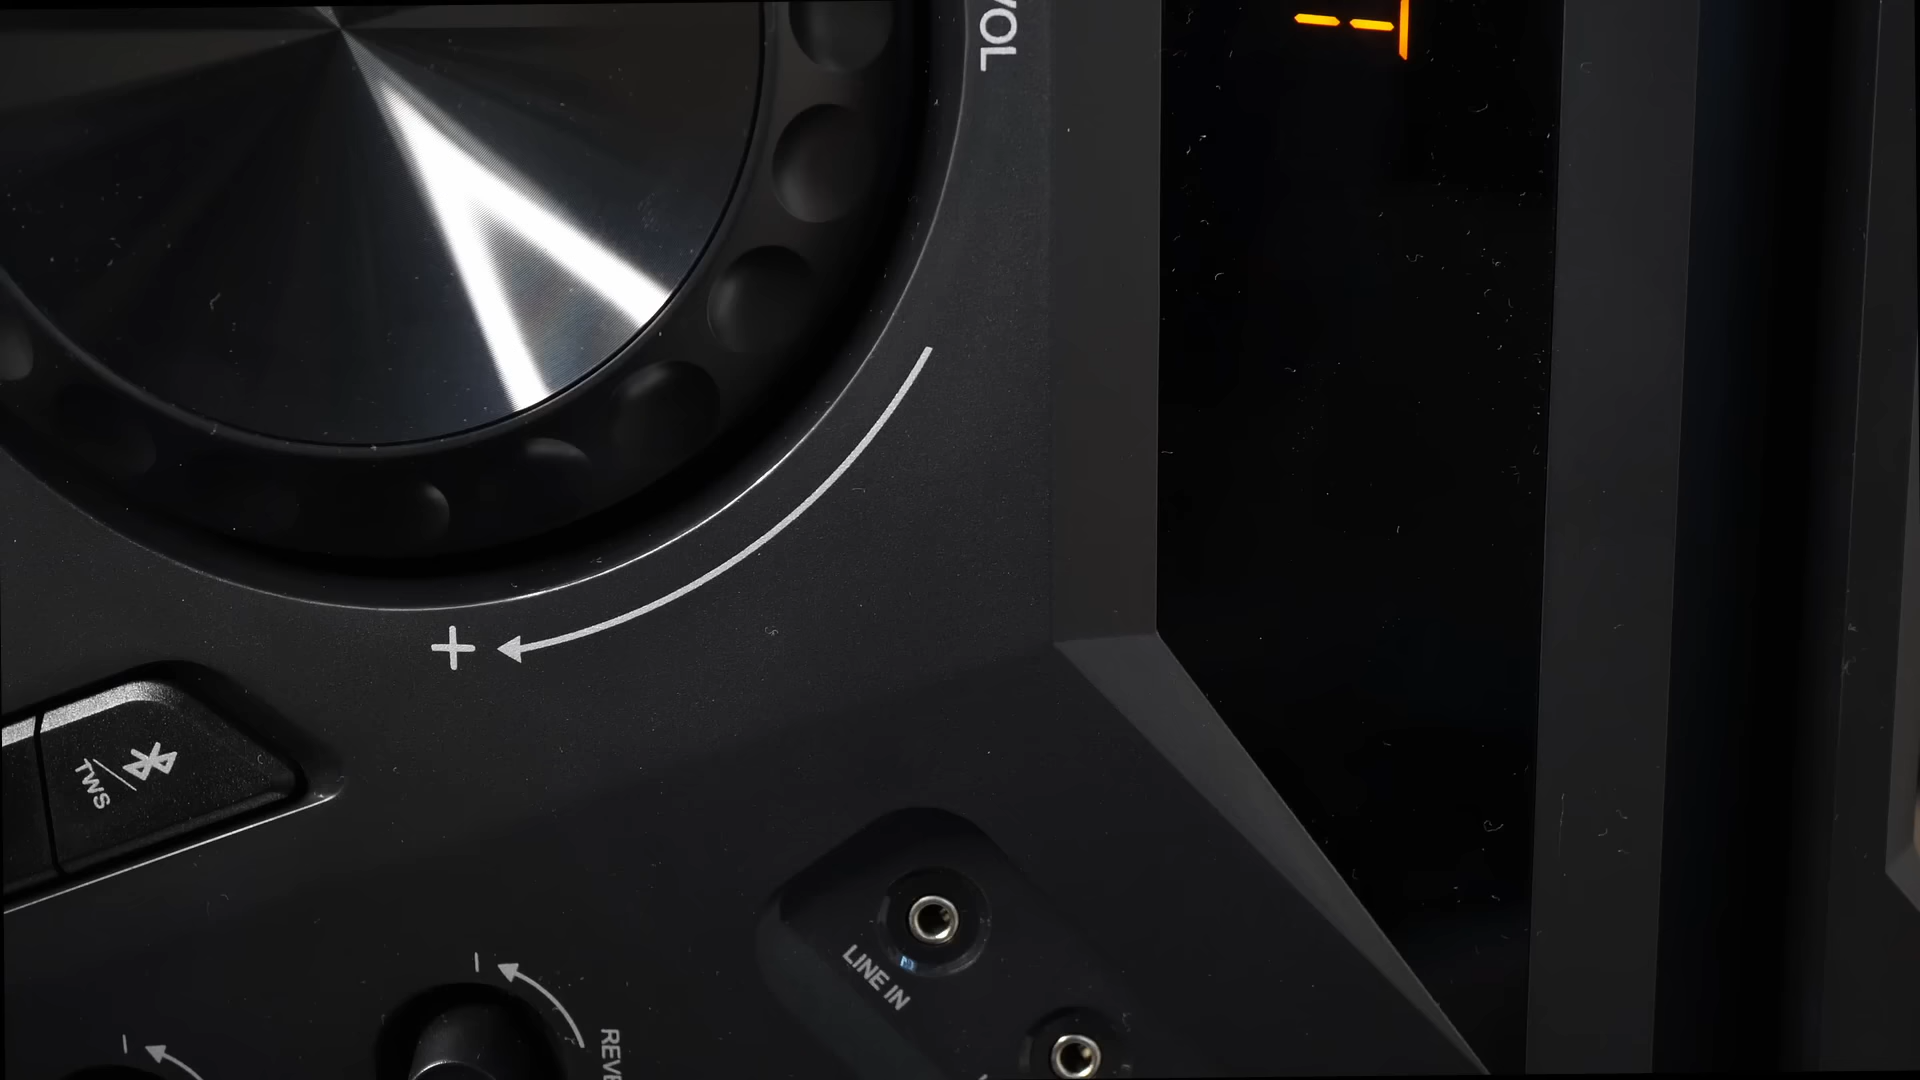 VOL
+
TWS
LINE IN
-
-
REVE